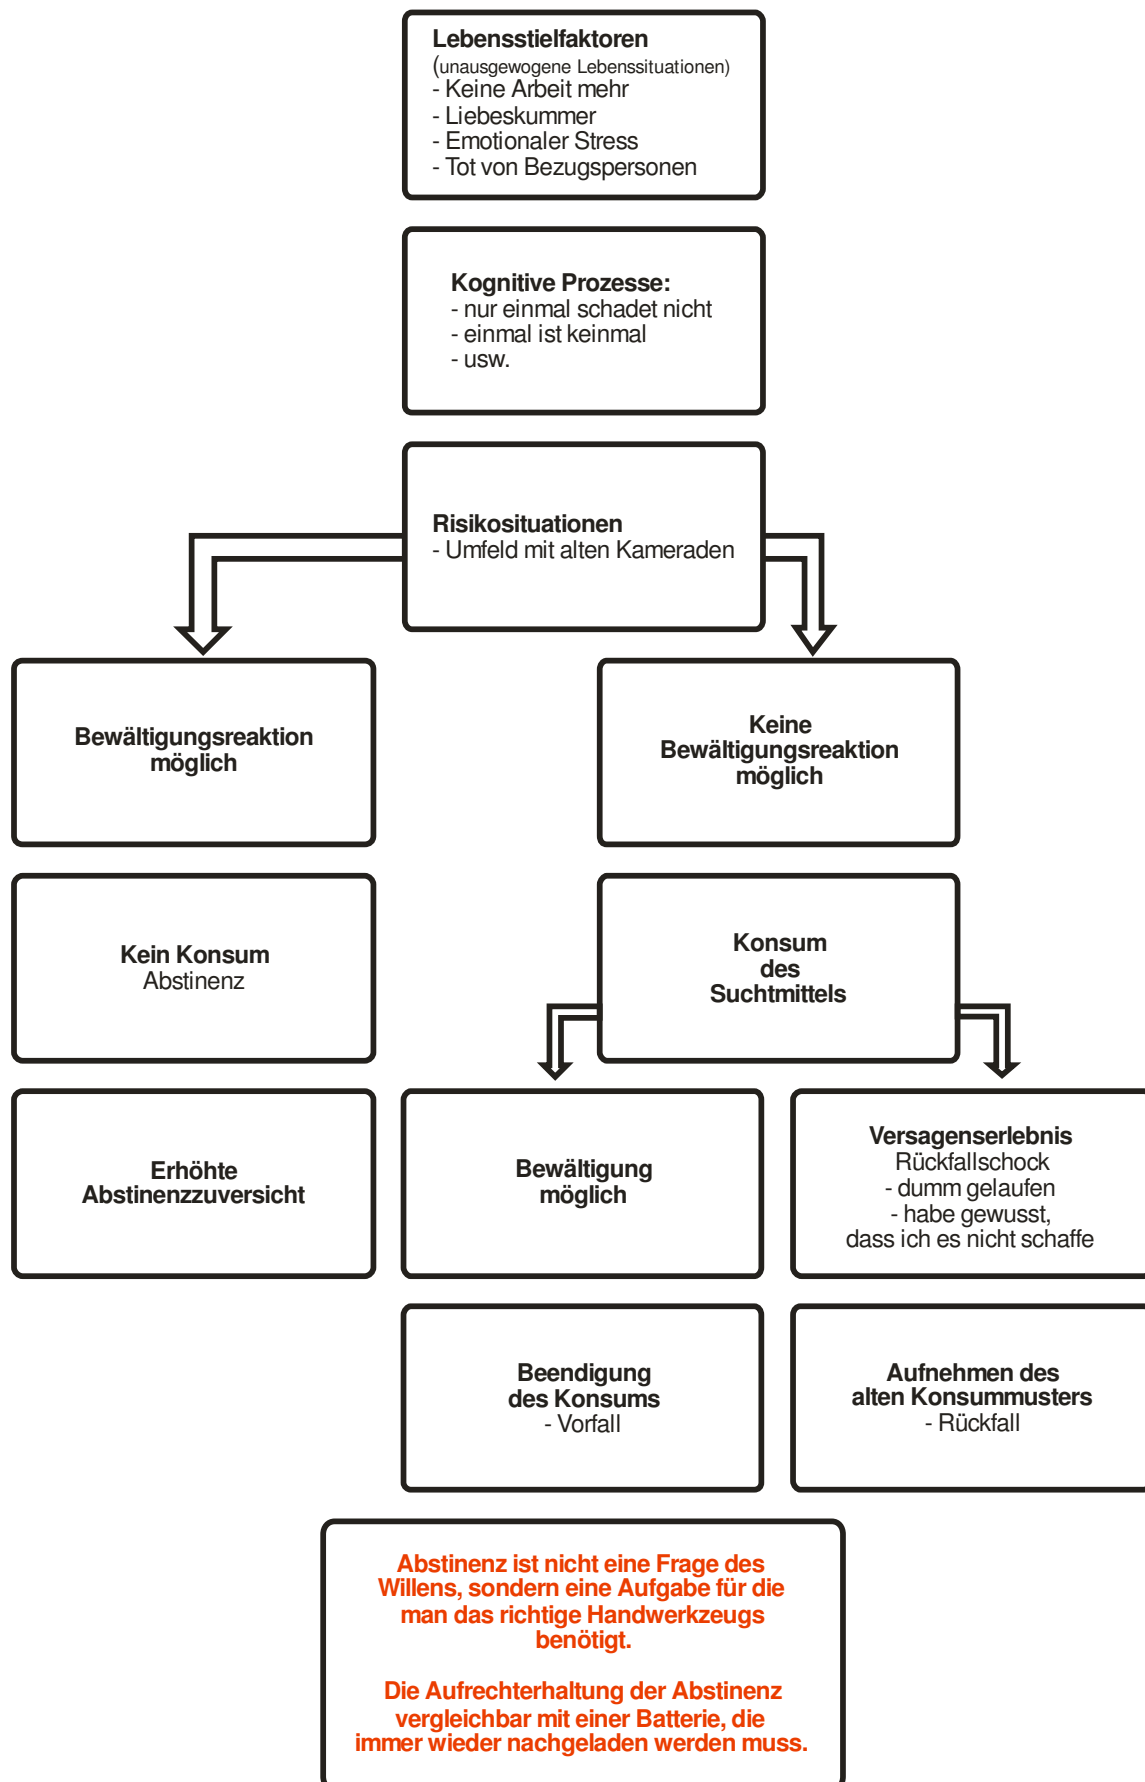 Lebensstielfaktoren
(unausgewogene Lebenssituationen)
- Keine Arbeit mehr
- Liebeskummer
- Emotionaler Stress
- Tot von Bezugspersonen
Kognitive Prozesse:
- nur einmal schadet nicht
- einmal ist keinmal
- usw.
Risikosituationen
- Umfeld mit alten Kameraden
Bewältigungsreaktion
möglich
Keine
Bewältigungsreaktion
möglich
Kein Konsum
Abstinenz
Konsum
des
Suchtmittels
Erhöhte
Abstinenzzuversicht
Bewältigung
möglich
Versagenserlebnis
Rückfallschock
- dumm gelaufen
- habe gewusst,
dass ich es nicht schaffe
Beendigung
des Konsums
- Vorfall
Aufnehmen des
alten Konsummusters
- Rückfall
Abstinenz ist nicht eine Frage des
Willens, sondern eine Aufgabe für die
man das richtige Handwerkzeugs
benötigt.
Die Aufrechterhaltung der Abstinenz
vergleichbar mit einer Batterie, die
immer wieder nachgeladen werden muss.